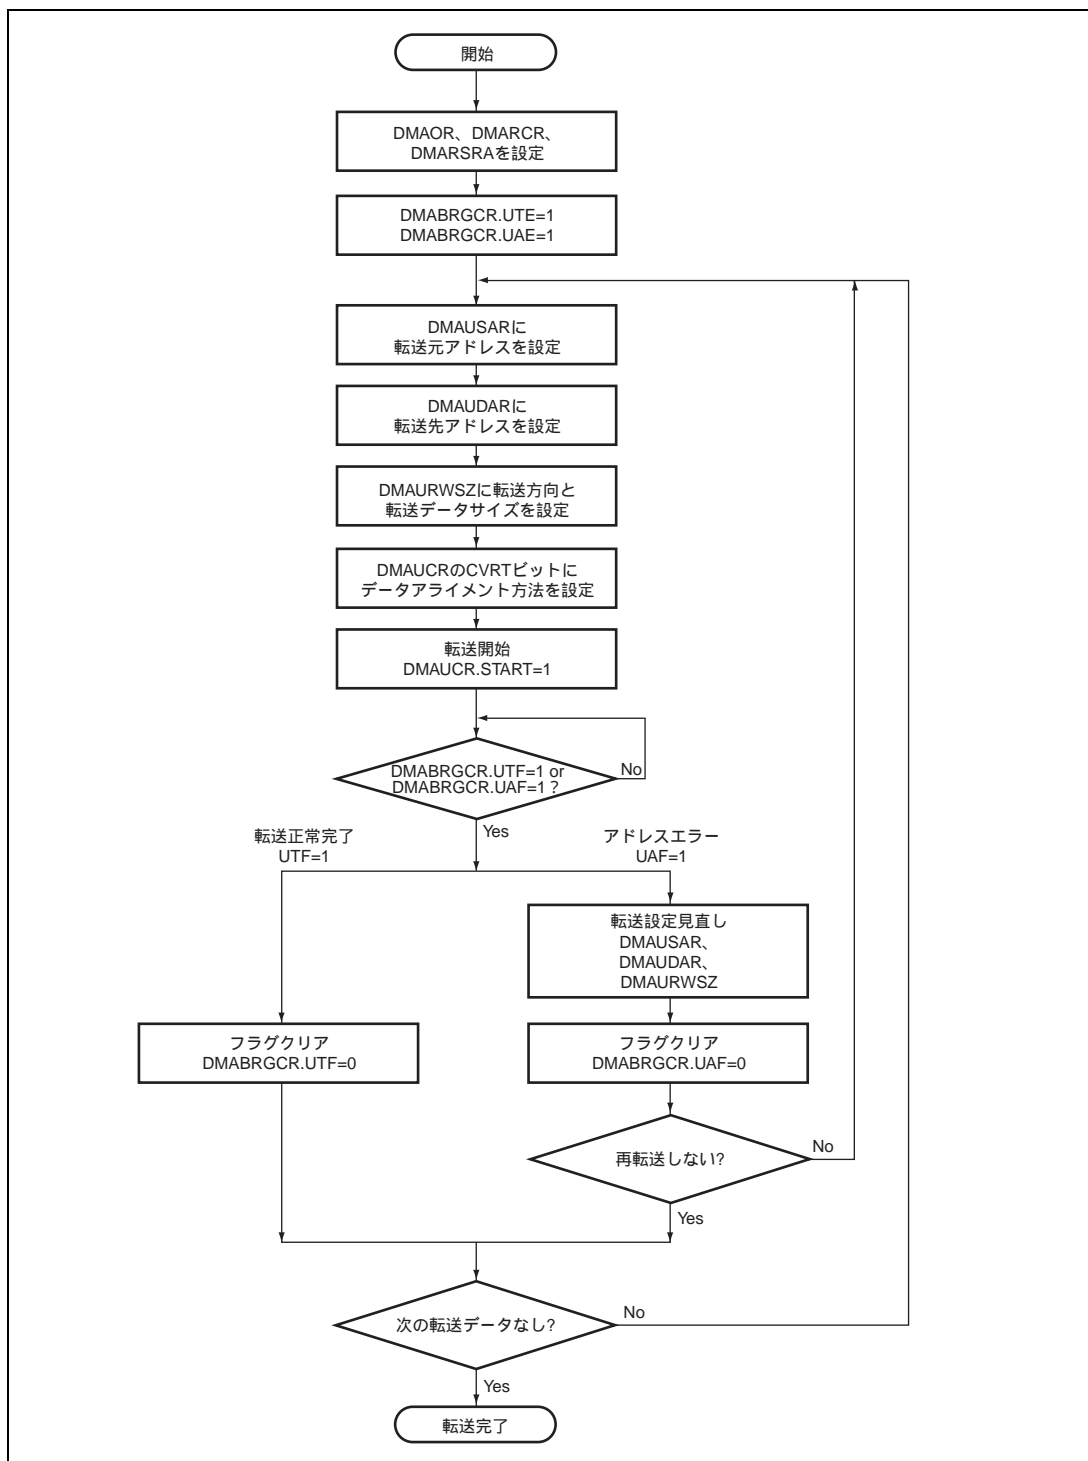 開始
DMAOR、DMARCR、
DMARSRAを設定
DMABRGCR.UTE=1
DMABRGCR.UAE=1
DMAUSARに
転送元アドレスを設定
DMAUDARに
転送先アドレスを設定
DMAURWSZに転送方向と
転送データサイズを設定
DMAUCRのCVRTビットに
データアライメント方法を設定
転送開始
DMAUCR.START=1
DMABRGCR.UTF=1 or
DMABRGCR.UAF=1 ?
No
Yes
転送正常完了
UTF=1
アドレスエラー
UAF=1
転送設定見直し
DMAUSAR、
DMAUDAR、
DMAURWSZ
フラグクリア
DMABRGCR.UTF=0
フラグクリア
DMABRGCR.UAF=0
再転送しない?
No
Yes
次の転送データなし?
No
Yes
転送完了